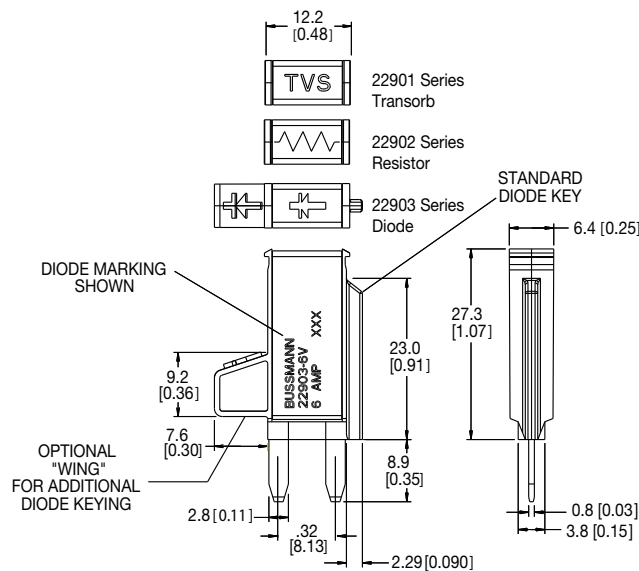 12.2
[0.48]
TVS
22901 Series
Transorb
22902 Series
Resistor
22903 Series
Diode
STANDARD
DIODE KEY
6.4 [0.25]
DIODE MARKING
SHOWN
27.3
[1.07]
BUSSMANN
22903-6V
6 AMP
XXX
23.0
[0.91]
9.2
[0.36]
7.6
[0.30]
OPTIONAL
"WING"
FOR ADDITIONAL
DIODE KEYING
8.9
[0.35]
2.8 [0.11]
.32
[8.13]
2.29 [0.090]
0.8 [0.03]
3.8 [0.15]